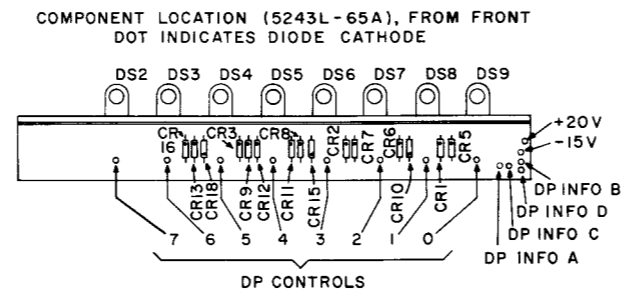 COMPONENT LOCATION (5243L-65A), FROM FRONT
DOT INDICATES DIODE CATHODE
DS2 DS3 DS4 DS5 DS6 DS7 DS8 DS9
CR16
CR3
CR8
CR2
CR7
CR6
CR5
+20V
-15V
CR13
CR18
CR9
CR12
CR11
CR15
CR10
CR1
DP INFO B
DP INFO D
DP INFO C
DP INFO A
7 6 5 4 3 2 1 0
DP CONTROLS